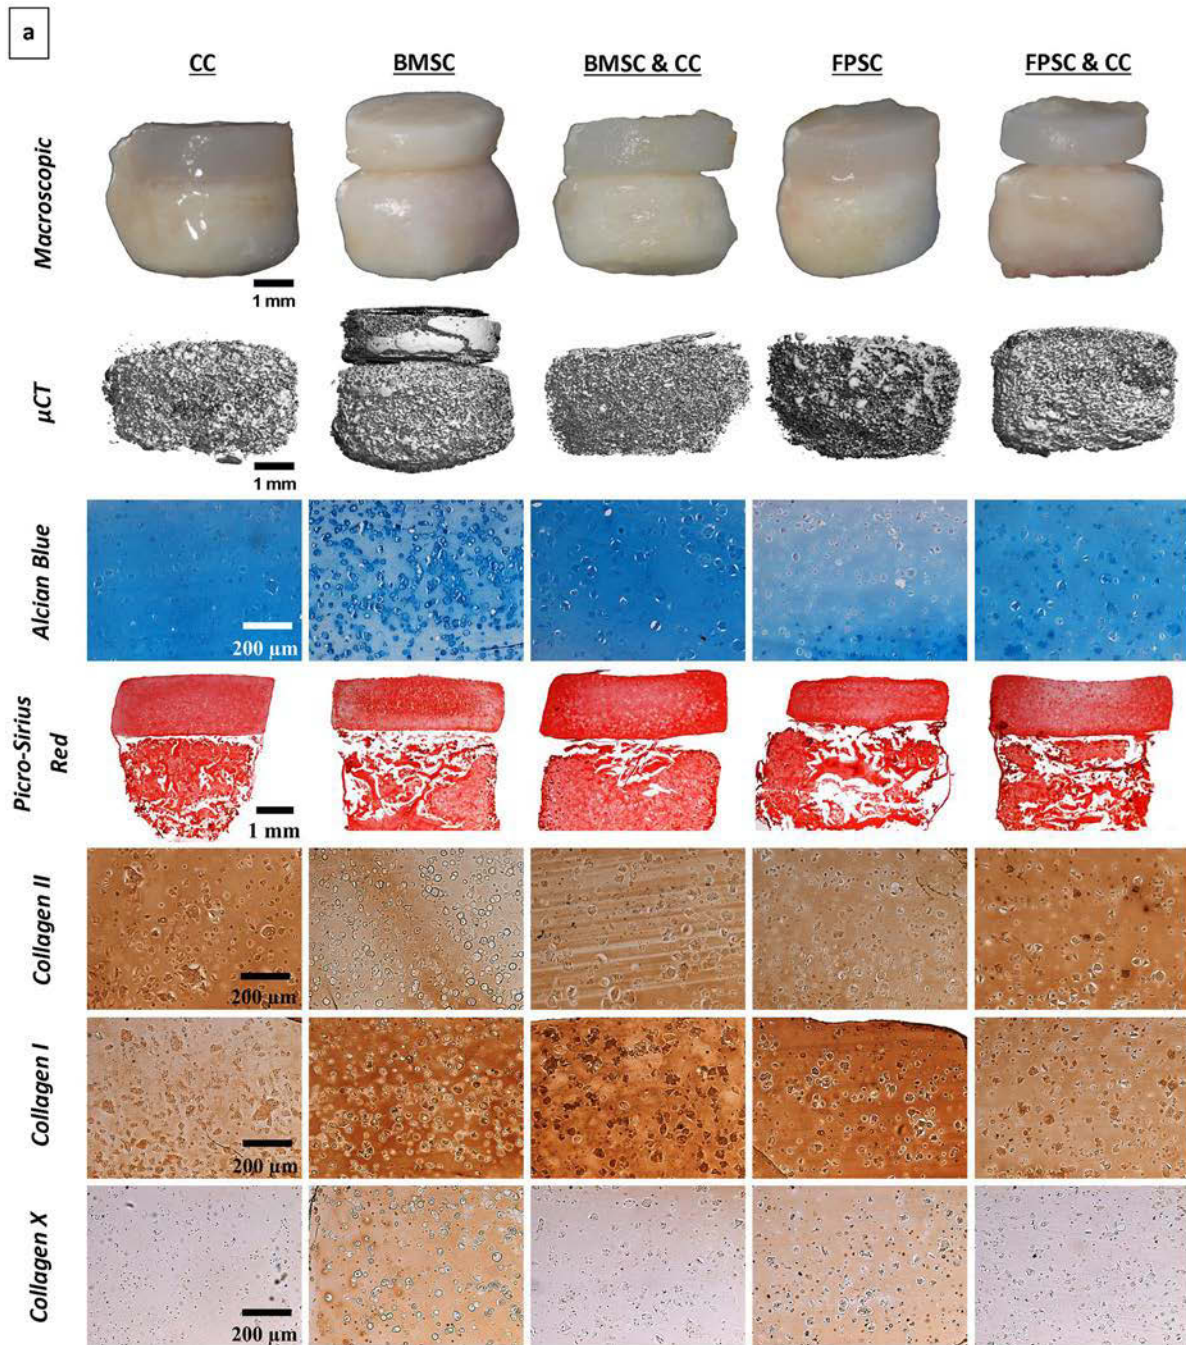 a
CC BMSC BMSC & CC FPSC FPSC & CC
Macroscopic
1 mm
µCT
1 mm
Alcian Blue
200 µm
Picro-Sirius
Red
1 mm
Collagen II
200 µm
Collagen I
200 µm
Collagen X
200 µm